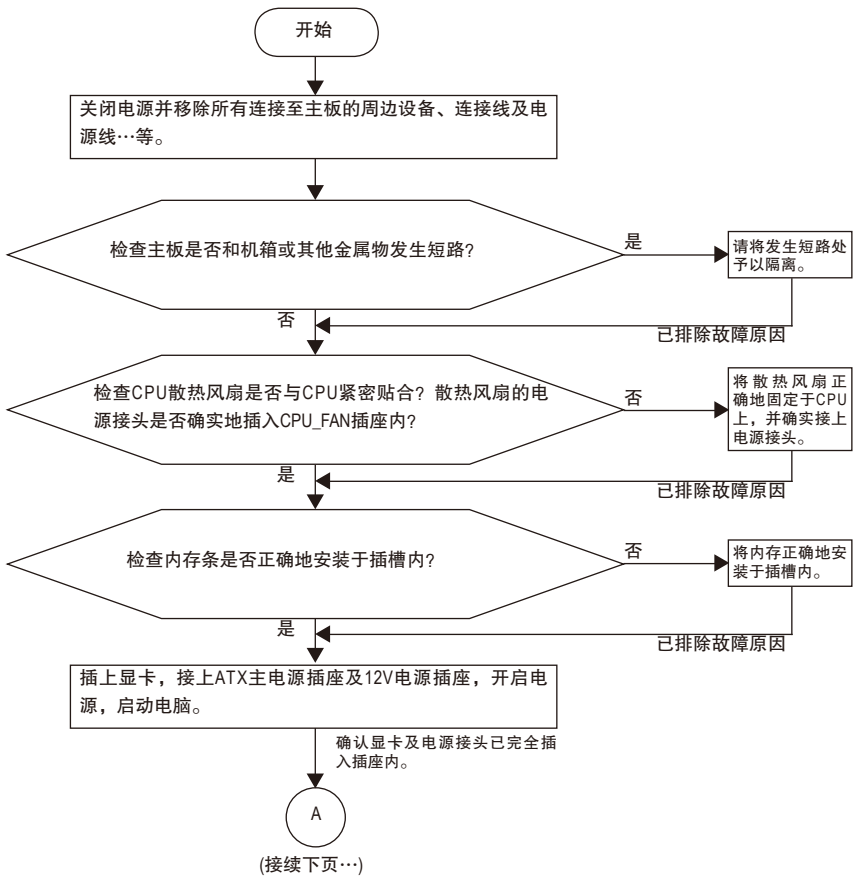 开始
关闭电源并移除所有连接至主板的周边设备、连接线及电
源线…等。
检查主板是否和机箱或其他金属物发生短路?
是
请将发生短路处
予以隔离。
否
已排除故障原因
检查CPU散热风扇是否与CPU紧密贴合? 散热风扇的电
源接头是否确实地插入CPU_FAN插座内?
否
将散热风扇正
确地固定于CPU
上，并确实接上
电源接头。
是
已排除故障原因
检查内存条是否正确地安装于插槽内?
否
将内存正确地安
装于插槽内。
是
已排除故障原因
插上显卡，接上ATX主电源插座及12V电源插座，开启电
源，启动电脑。
确认显卡及电源接头已完全插
入插座内。
A
(接续下页…)